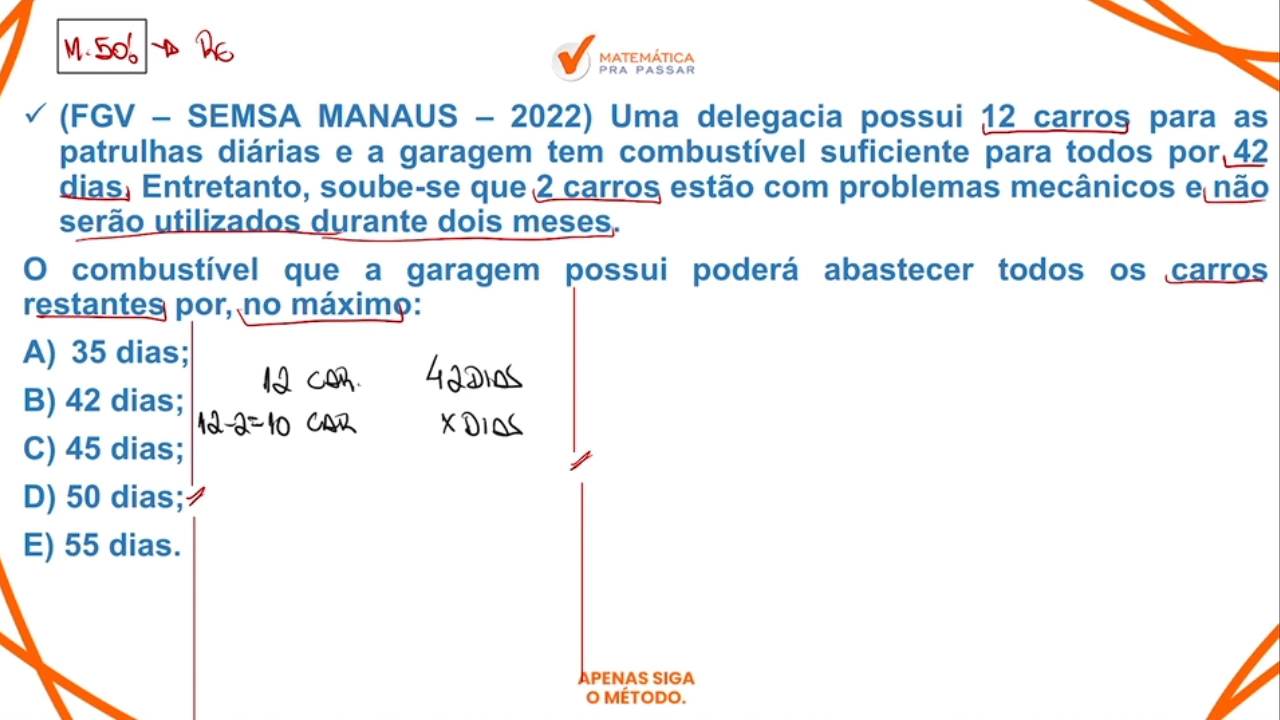 M.50% → RE
MATEMÁTICA
PRA PASSAR
✓ (FGV – SEMSA MANAUS – 2022) Uma delegacia possui 12 carros para as
patrulhas diárias e a garagem tem combustível suficiente para todos por 42
dias. Entretanto, soube-se que 2 carros estão com problemas mecânicos e não
serão utilizados durante dois meses.
O combustível que a garagem possui poderá abastecer todos os carros
restantes por, no máximo:
A) 35 dias;
12 CAR. 42 DIAS
B) 42 dias;
12-2=10 CAR X DIAS
C) 45 dias;
D) 50 dias;
E) 55 dias.
APENAS SIGA
O MÉTODO.